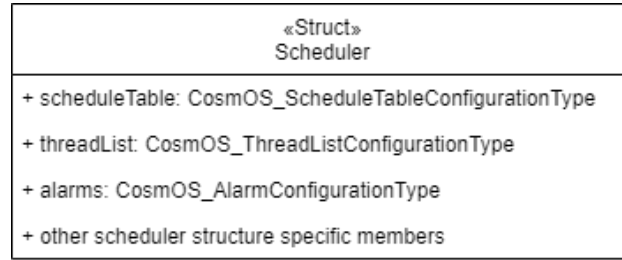 «Struct»
Scheduler
+ scheduleTable: CosmOS_ScheduleTableConfigurationType
+ threadList: CosmOS_ThreadListConfigurationType
+ alarms: CosmOS_AlarmConfigurationType
+ other scheduler structure specific members